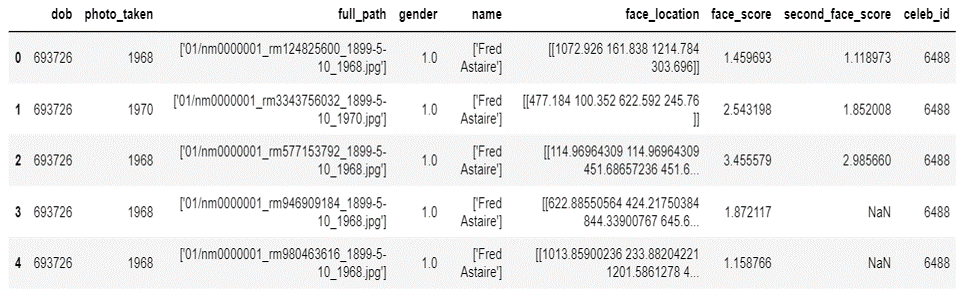 dob photo_taken full_path gender name face_location face_score second_face_score celeb_id
0 693726 1968 ['01/nm0000001_rm124825600_1899-5- 1.0 ['Fred [[1072.926 161.838 1214.784 1.459693 1.118973 6488
10_1968.jpg'] Astaire'] 303.696]]
1 693726 1970 ['01/nm0000001_rm3343756032_1899-5- 1.0 ['Fred [[477.184 100.352 622.592 245.76 2.543198 1.852008 6488
10_1970.jpg'] Astaire'] ]]
2 693726 1968 ['01/nm0000001_rm577153792_1899-5- 1.0 ['Fred [[114.96964309 114.96964309 3.455579 2.985660 6488
10_1968.jpg'] Astaire'] 451.68657236 451.6...
3 693726 1968 ['01/nm0000001_rm946909184_1899-5- 1.0 ['Fred [[622.88550564 424.21750384 1.872117 NaN 6488
10_1968.jpg'] Astaire'] 844.33900767 645.6...
4 693726 1968 ['01/nm0000001_rm980463616_1899-5- 1.0 ['Fred [[1013.85900236 233.88204221 1.158766 NaN 6488
10_1968.jpg'] Astaire'] 1201.5861278 4...